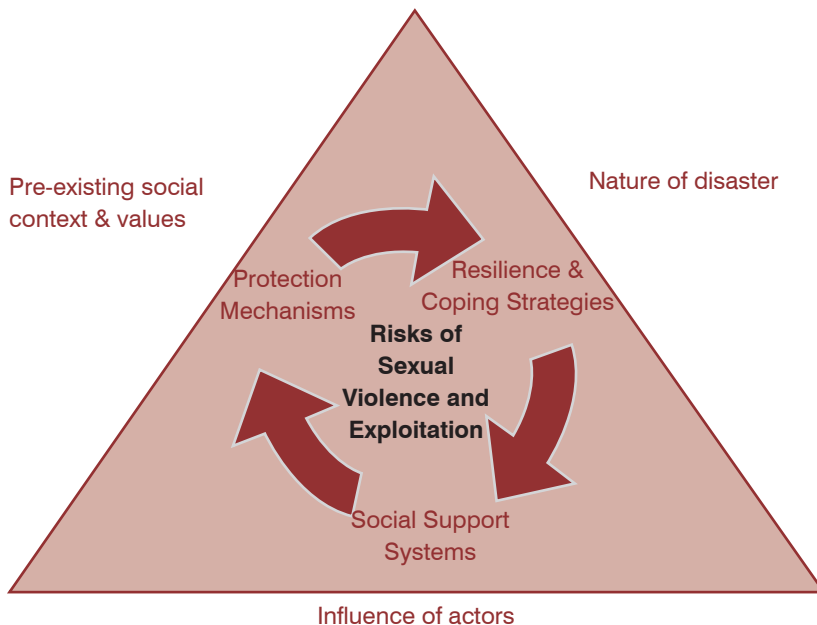 Pre-existing social
context & values
Nature of disaster
Protection
Mechanisms
Resilience &
Coping Strategies
Risks of
Sexual
Violence and
Exploitation
Social Support
Systems
Influence of actors